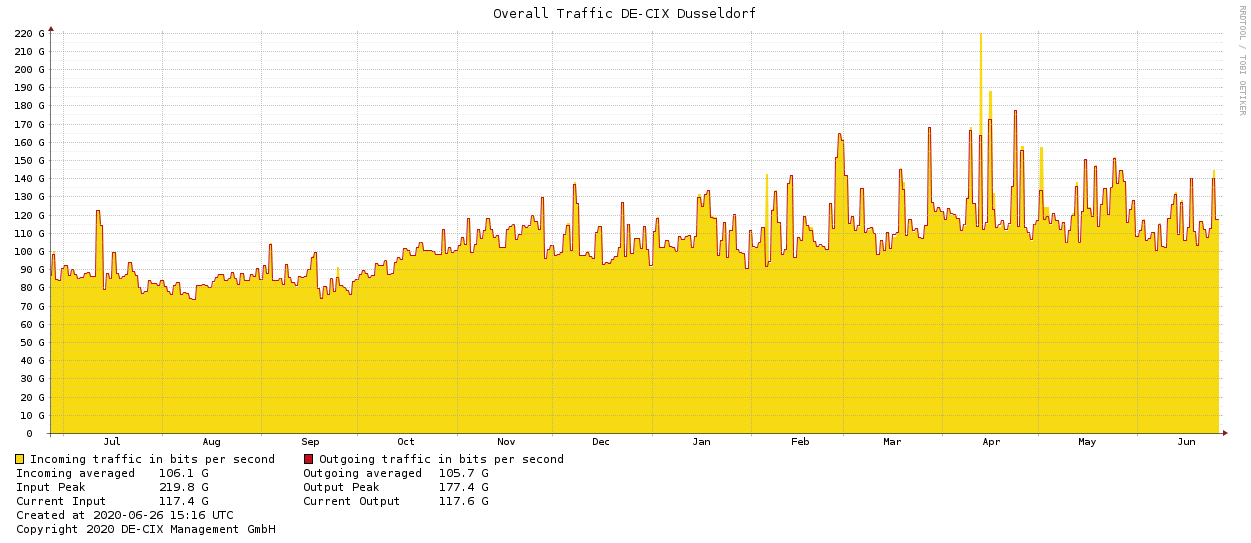 Overall Traffic DE-CIX Dusseldorf
RRDTOOL / TOBI OETIKER
220 G
210 G
200 G
190 G
180 G
170 G
160 G
150 G
140 G
130 G
120 G
110 G
100 G
90 G
80 G
70 G
60 G
50 G
40 G
30 G
20 G
10 G
0
Jul Aug Sep Oct Nov Dec Jan Feb Mar Apr May Jun
Incoming traffic in bits per second Outgoing traffic in bits per second
Incoming averaged 106.1 G Outgoing averaged 105.7 G
Input Peak 219.8 G Output Peak 177.4 G
Current Input 117.4 G Current Output 117.6 G
Created at 2020-06-26 15:16 UTC
Copyright 2020 DE-CIX Management GmbH